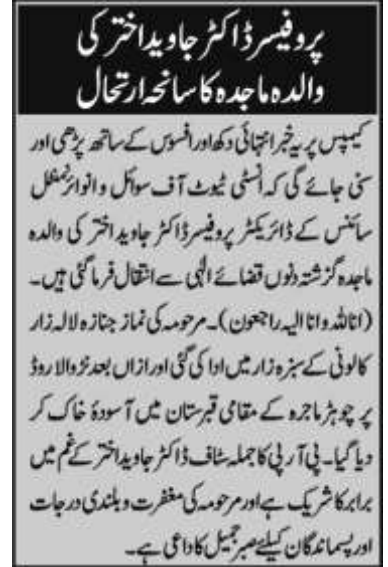 پروفیسر ڈاکٹر جاوید اختر کی
والدہ ماجدہ کا سانحہ ارتحال
کیمپس پر یہ خبر انتہائی دکھ اور افسوس کے ساتھ پڑھی اور
سنی جائے گی کہ انسٹی ٹیوٹ آف سوائل و انوائرنمنٹل
سائنس کے ڈائریکٹر پروفیسر ڈاکٹر جاوید اختر کی والدہ
ماجدہ گزشتہ دنوں قضائے الٰہی سے انتقال فرما گئی ہیں۔
(انا للہ وانا الیہ راجعون)۔ مرحومہ کی نماز جنازہ لالہ زار
کالونی کے سبزہ زار میں ادا کی گئی اور ازاں بعد نڑوالا روڈ
پر چوہڑ ماجرہ کے مقامی قبرستان میں آسودۂ خاک کر
دیا گیا۔ پی آر پی کا جملہ سٹاف ڈاکٹر جاوید اختر کے غم میں
برابر کا شریک ہے اور مرحومہ کی مغفرت و بلندی درجات
اور پسماندگان کیلئے صبر جمیل کا داعی ہے۔